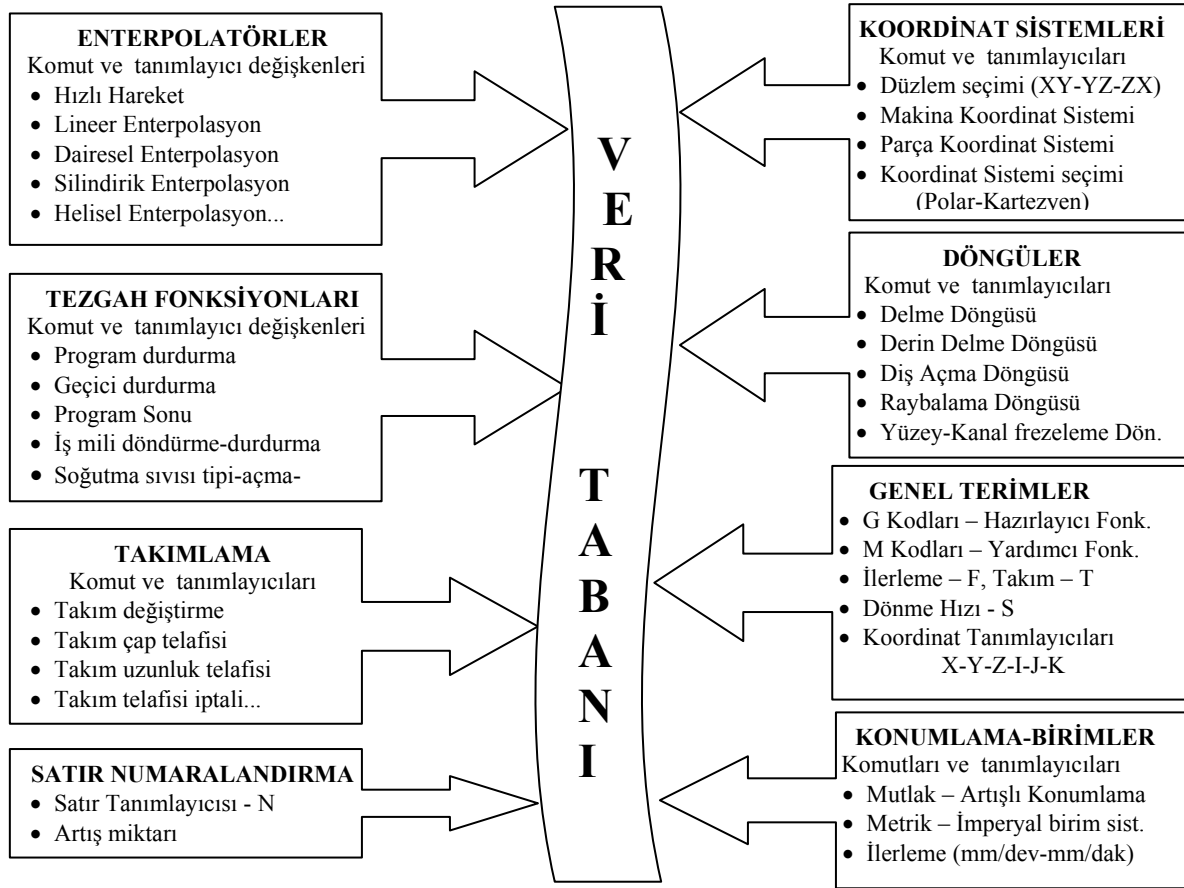 ENTERPOLATÖRLER
Komut ve tanımlayıcı değişkenleri
• Hızlı Hareket
• Lineer Enterpolasyon
• Dairesel Enterpolasyon
• Silindirik Enterpolasyon
• Helisel Enterpolasyon...
TEZGAH FONKSİYONLARI
Komut ve tanımlayıcı değişkenleri
• Program durdurma
• Geçici durdurma
• Program Sonu
• İş mili döndürme-durdurma
• Soğutma sıvısı tipi-açma-
TAKIMLAMA
Komut ve tanımlayıcıları
• Takım değiştirme
• Takım çap telafisi
• Takım uzunluk telafisi
• Takım telafisi iptali...
SATIR NUMARALANDIRMA
• Satır Tanımlayıcısı - N
• Artış miktarı
VERİ TABANI
KOORDİNAT SİSTEMLERİ
Komut ve tanımlayıcıları
• Düzlem seçimi (XY-YZ-ZX)
• Makina Koordinat Sistemi
• Parça Koordinat Sistemi
• Koordinat Sistemi seçimi
(Polar-Kartezyen)
DÖNGÜLER
Komut ve tanımlayıcıları
• Delme Döngüsü
• Derin Delme Döngüsü
• Diş Açma Döngüsü
• Raybalama Döngüsü
• Yüzey-Kanal frezeleme Dön.
GENEL TERİMLER
• G Kodları – Hazırlayıcı Fonk.
• M Kodları – Yardımcı Fonk.
• İlerleme – F, Takım – T
• Dönme Hızı - S
• Koordinat Tanımlayıcıları
X-Y-Z-I-J-K
KONUMLAMA-BİRİMLER
Komutları ve tanımlayıcıları
• Mutlak – Artışlı Konumlama
• Metrik – İmperyal birim sist.
• İlerleme (mm/dev-mm/dak)